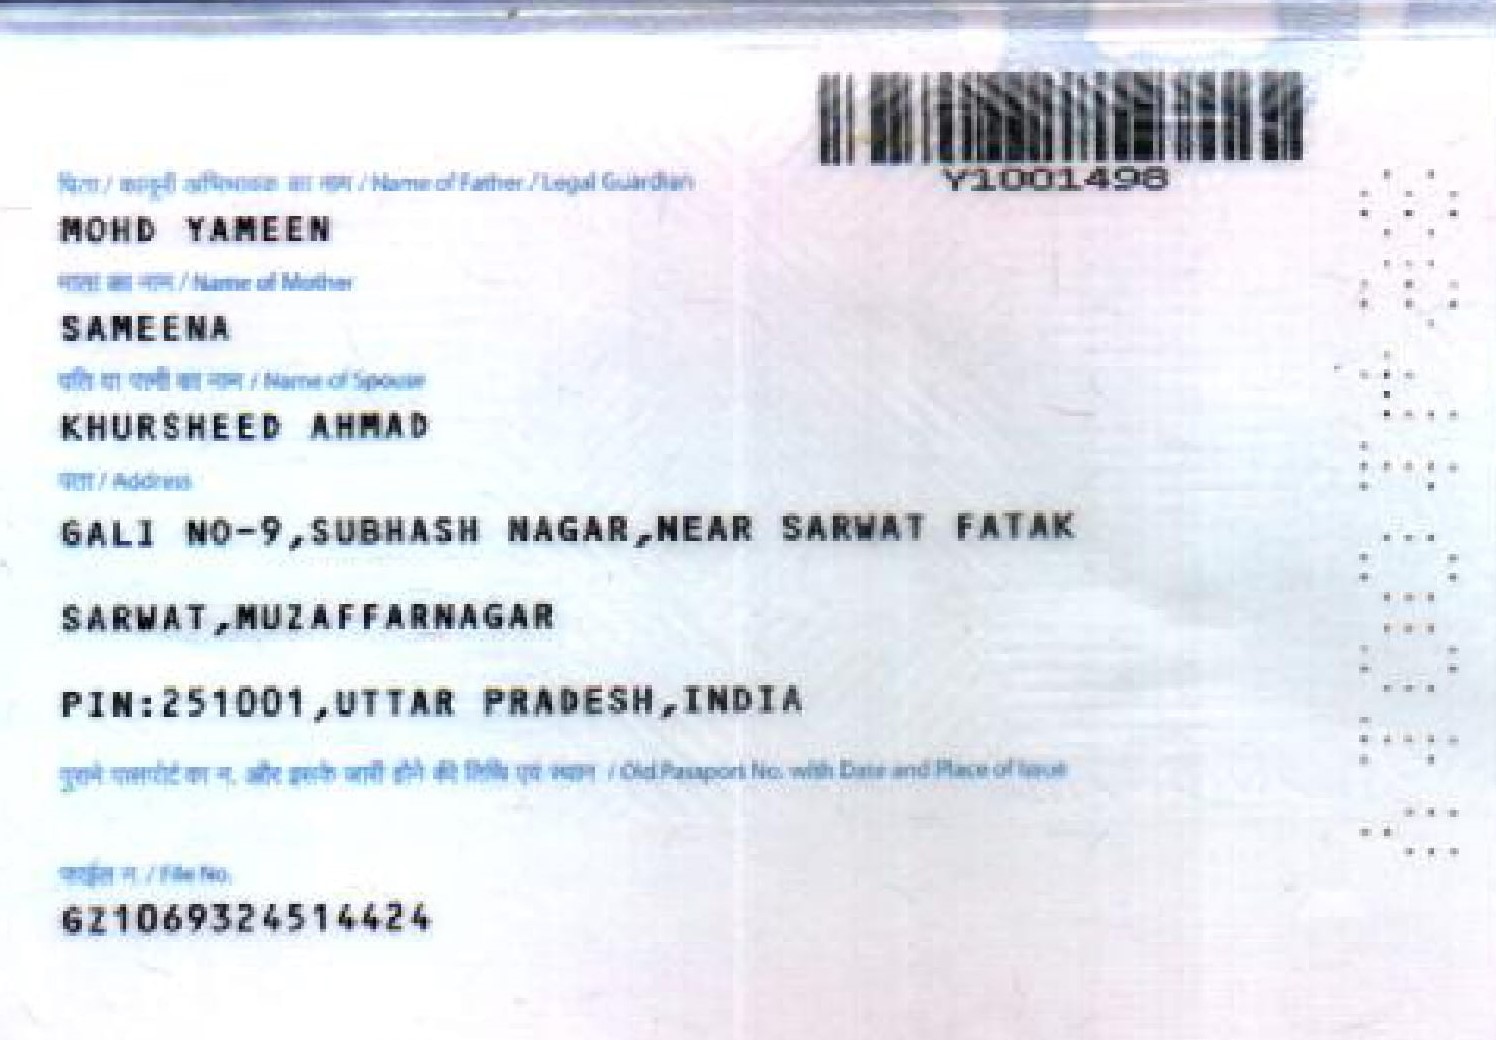 Y1001498
पिता / कानूनी अभिभावक का नाम / Name of Father / Legal Guardian
MOHD YAMEEN
माता का नाम / Name of Mother
SAMEENA
पति या पत्नी का नाम / Name of Spouse
KHURSHEED AHMAD
पता / Address
GALI NO-9,SUBHASH NAGAR,NEAR SARWAT FATAK
SARWAT,MUZAFFARNAGAR
PIN:251001,UTTAR PRADESH,INDIA
पुराने पासपोर्ट का न. और इसके जारी होने की तिथि एवं स्थान / Old Passport No. with Date and Place of Issue
फाईल न. / File No.
GZ1069324514424